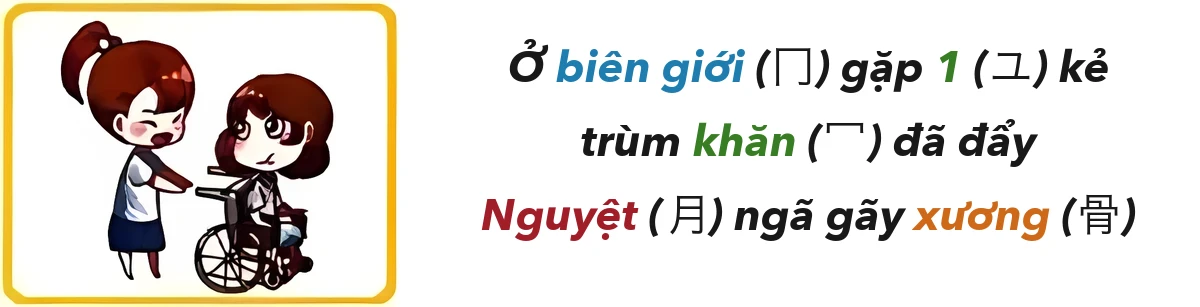 Ở biên giới (冂) gặp 1 (ユ) kẻ
trùm khăn (冖) đã đẩy
Nguyệt (月) ngã gãy xương (骨)